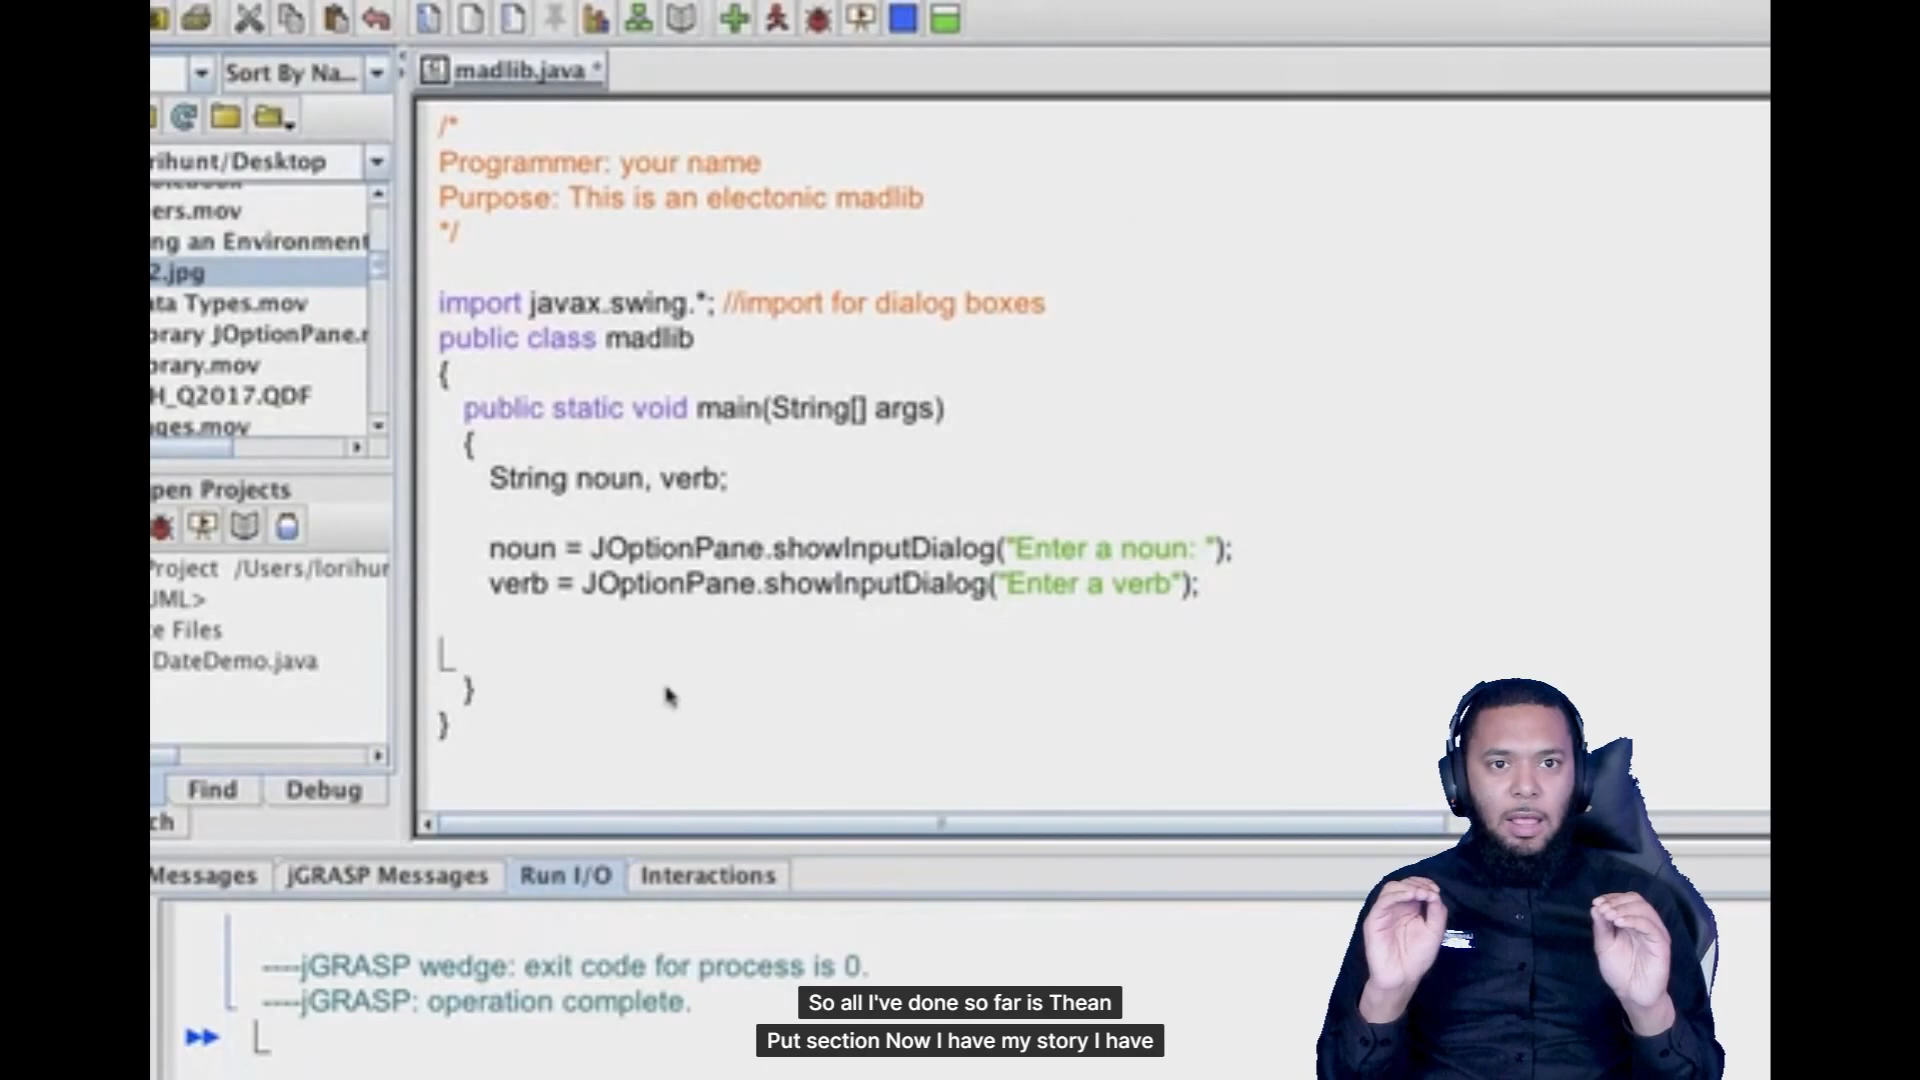 Sort By Na...
madlib.java *
rihunt/Desktop
ers.mov
ng an Environment
2.jpg
ata Types.mov
brary JOptionPane.r
brary.mov
H_Q2017.QDF
ages.mov
pen Projects
Project /Users/lorihur
UML>
e Files
DateDemo.java
Find
Debug
ch
/*
Programmer: your name
Purpose: This is an electonic madlib
*/
import javax.swing.*; //import for dialog boxes
public class madlib
{
public static void main(String[] args)
{
String noun, verb;
noun = JOptionPane.showInputDialog("Enter a noun: ");
verb = JOptionPane.showInputDialog("Enter a verb");
}
}
Messages
jGRASP Messages
Run I/O
Interactions
----jGRASP wedge: exit code for process is 0.
----jGRASP: operation complete.
So all I've done so far is Thean
Put section Now I have my story I have